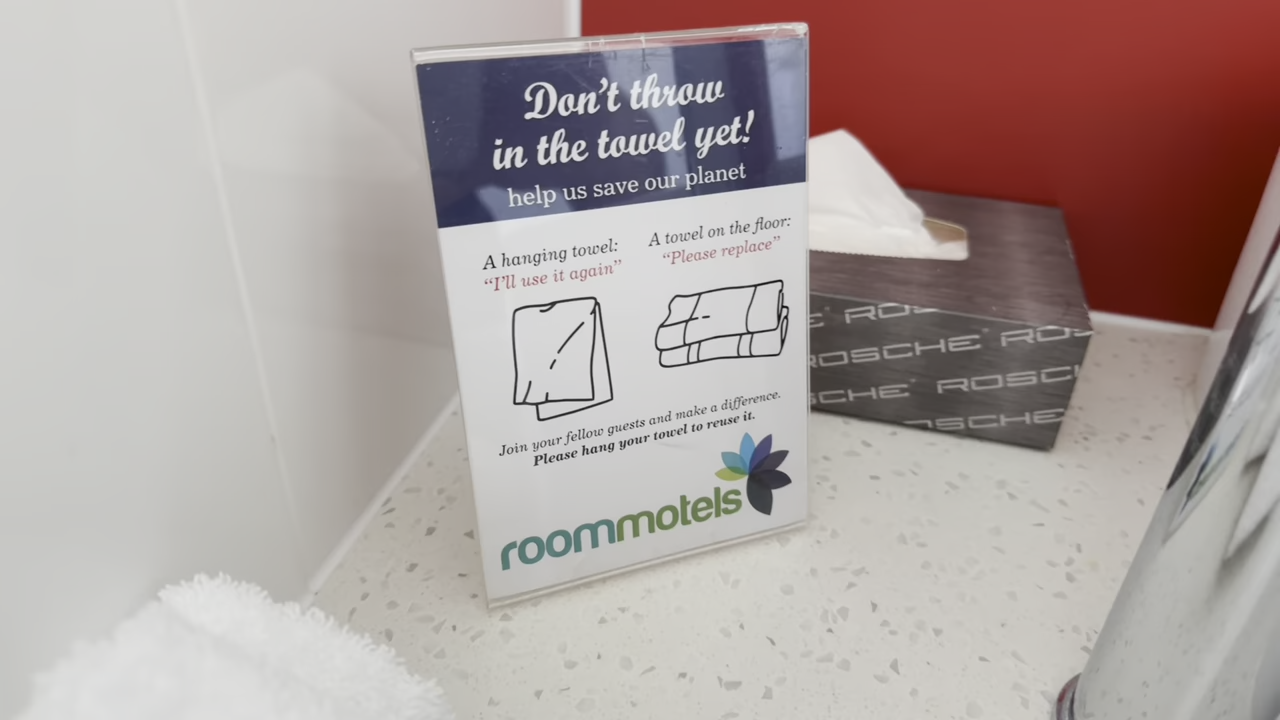 Don't throw
in the towel yet!
help us save our planet
A hanging towel:
"I'll use it again"
A towel on the floor:
"Please replace"
Join your fellow guests and make a difference.
Please hang your towel to reuse it.
roommotels
ROSCHE
ROSCHE